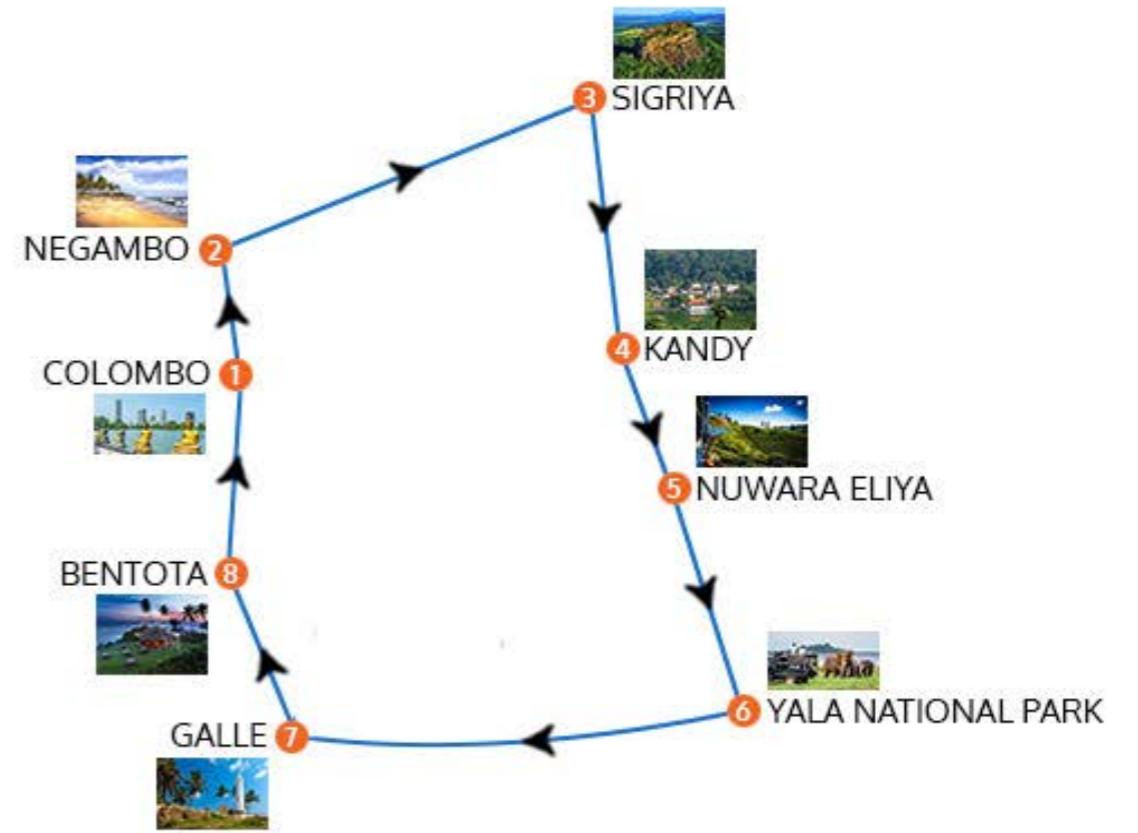 3 SIGRIYA
NEGAMBO 2
4 KANDY
COLOMBO 1
5 NUWARA ELIYA
BENTOTA 8
6 YALA NATIONAL PARK
GALLE 7